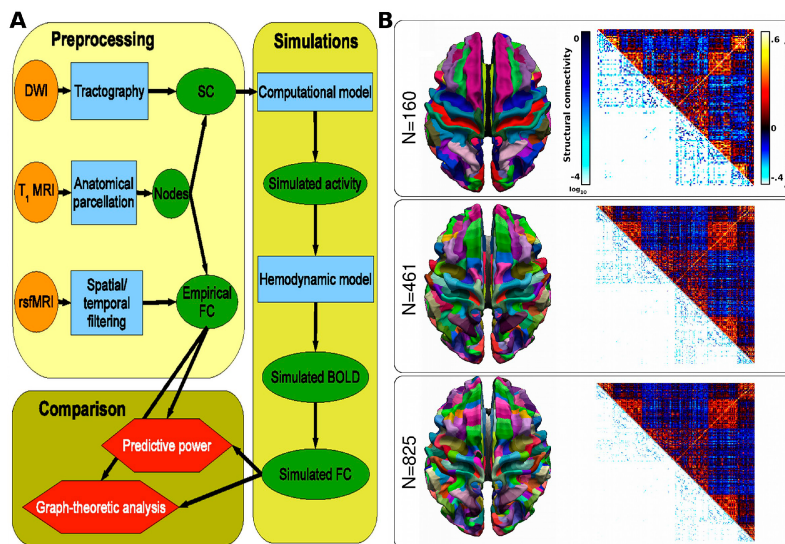 A
Preprocessing
DWI
Tractography
SC
T1 MRI
Anatomical
parcellation
Nodes
rsfMRI
Spatial/
temporal
filtering
Empirical
FC
Simulations
Computational model
Simulated activity
Hemodynamic model
Simulated BOLD
Simulated FC
Comparison
Predictive power
Graph-theoretic analysis
B
N=160
Structural connectivity
0
-4
log10
.6
0
-.4
N=461
N=825